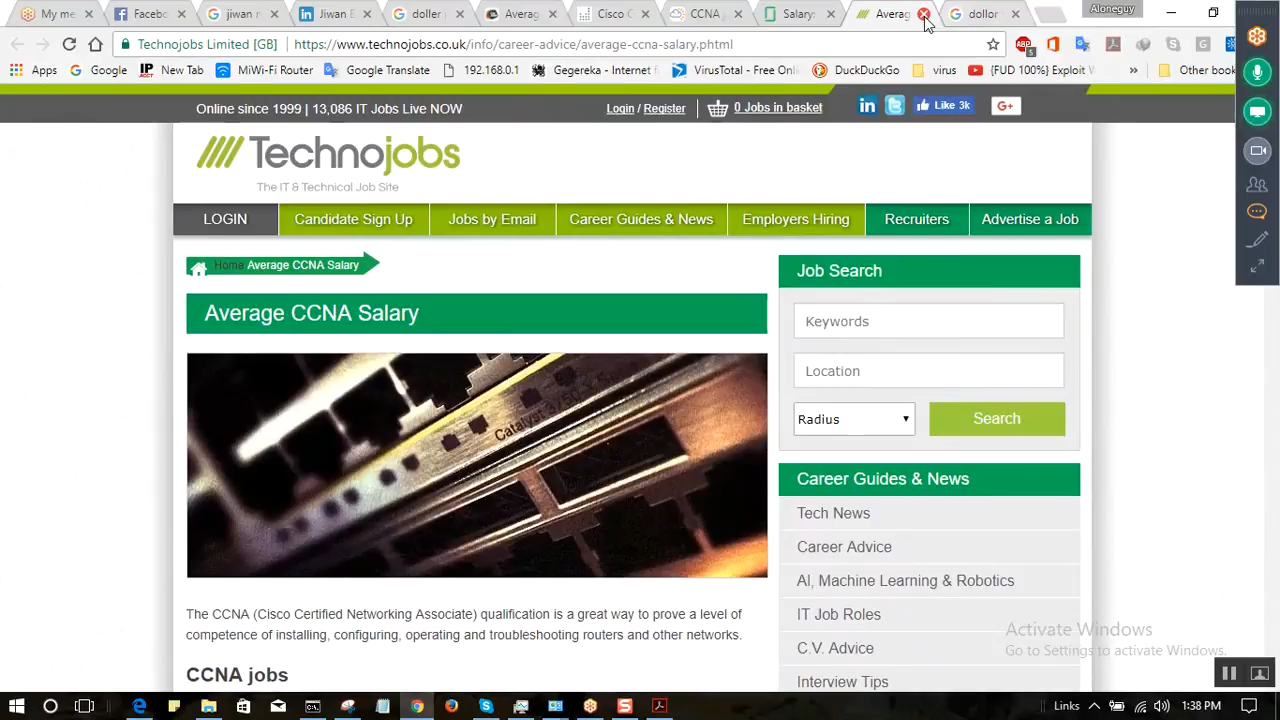 My me
Facebo
jiwan r
Jiwan B
doller
Averag
Cisco C
CCNA
Salary
Averag
dollor
Aloneguy
Technojobs Limited [GB]
https://www.technojobs.co.uk/info/career-advice/average-ccna-salary.phtml
Apps
Google
New Tab
MiWi-Fi Router
Google Translate
192.168.0.1
Gegereka - Internet f
VirusTotal - Free Onl
DuckDuckGo
virus
{FUD 100%} Exploit W
»
Other book
Online since 1999 | 13,086 IT Jobs Live NOW
Login / Register
0 Jobs in basket
Like 3k
G+
Technojobs
The IT & Technical Job Site
LOGIN
Candidate Sign Up
Jobs by Email
Career Guides & News
Employers Hiring
Recruiters
Advertise a Job
Home Average CCNA Salary
Average CCNA Salary
The CCNA (Cisco Certified Networking Associate) qualification is a great way to prove a level of
competence of installing, configuring, operating and troubleshooting routers and other networks.
CCNA jobs
Job Search
Keywords
Location
Radius
Search
Career Guides & News
Tech News
Career Advice
AI, Machine Learning & Robotics
IT Job Roles
C.V. Advice
Interview Tips
Activate Windows
Go to Settings to activate Windows.
Links
1:38 PM